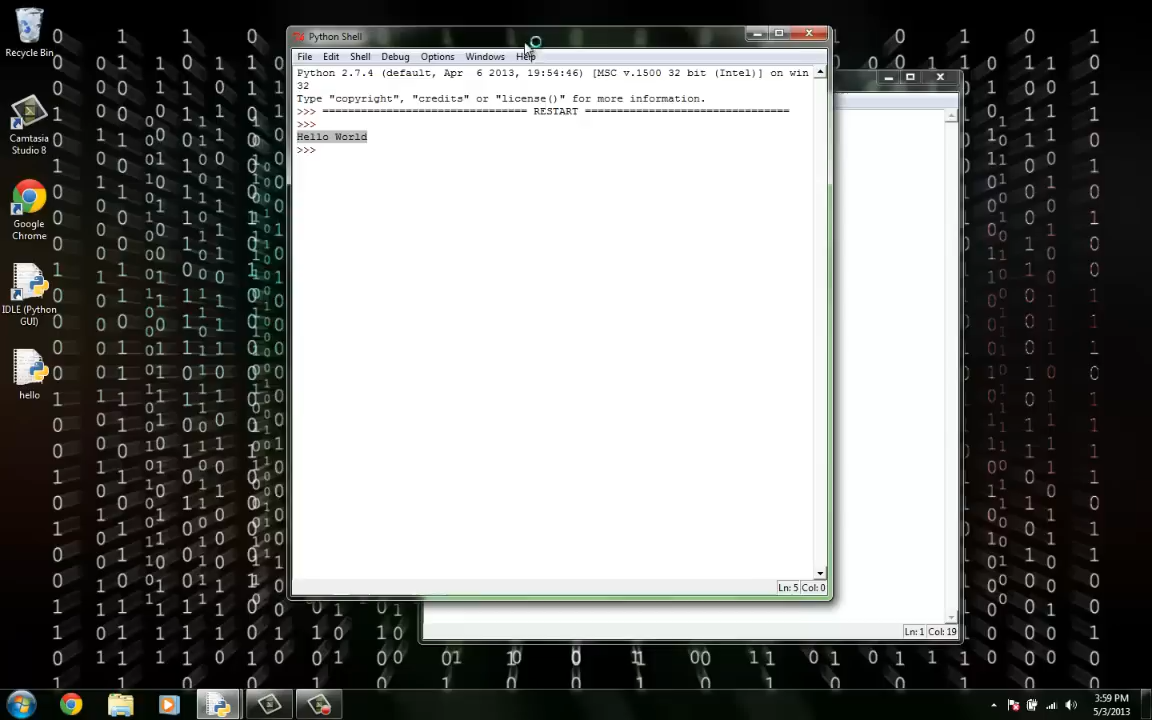 Recycle Bin
Camtasia
Studio 8
Google
Chrome
IDLE (Python
GUI)
hello
Python Shell
File Edit Shell Debug Options Windows Help
Python 2.7.4 (default, Apr  6 2013, 19:54:46) [MSC v.1500 32 bit (Intel)] on win
32
Type "copyright", "credits" or "license()" for more information.
>>> ================================ RESTART ================================
>>>
Hello World
>>>
Ln: 5 Col: 0
Ln: 1 Col: 19
3:59 PM
5/3/2013